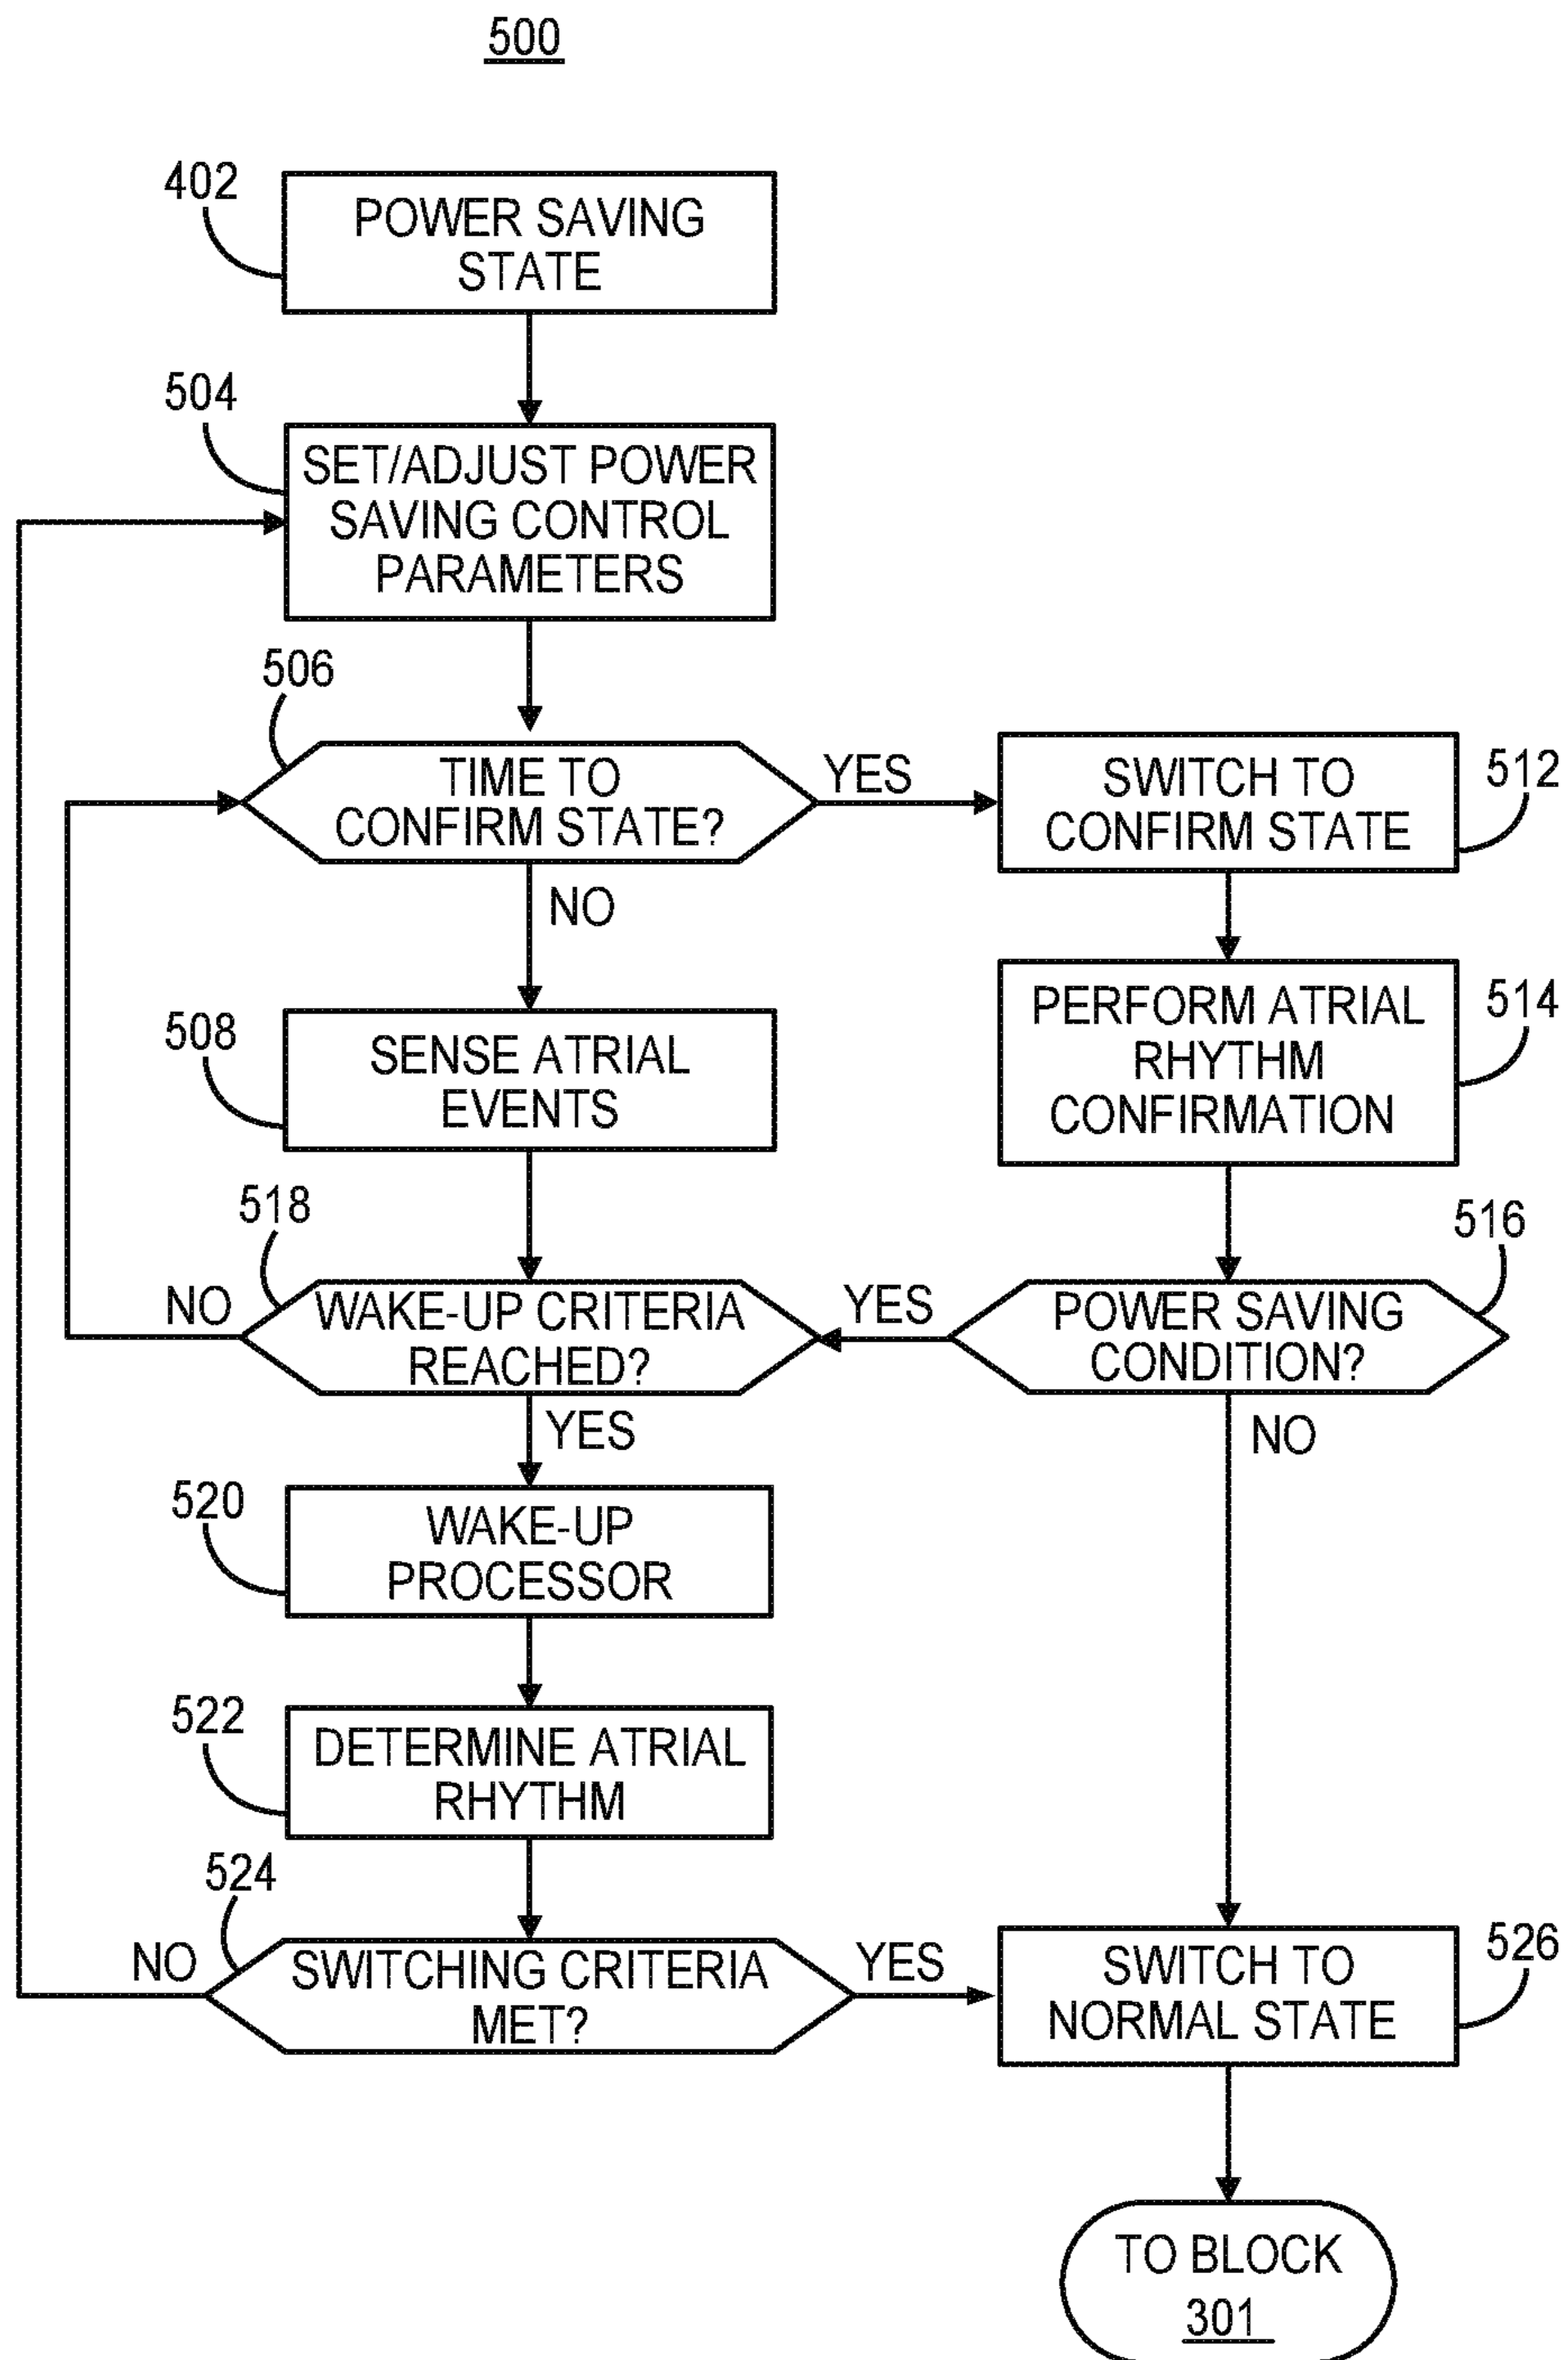 500
402
POWER SAVING
STATE
504
SET/ADJUST POWER
SAVING CONTROL
PARAMETERS
506
TIME TO
CONFIRM STATE?
YES
SWITCH TO
CONFIRM STATE
512
NO
508
SENSE ATRIAL
EVENTS
PERFORM ATRIAL
RHYTHM
CONFIRMATION
514
518
NO
WAKE-UP CRITERIA
REACHED?
YES
POWER SAVING
CONDITION?
516
YES
NO
520
WAKE-UP
PROCESSOR
522
DETERMINE ATRIAL
RHYTHM
524
NO
SWITCHING CRITERIA
MET?
YES
SWITCH TO
NORMAL STATE
526
TO BLOCK
301